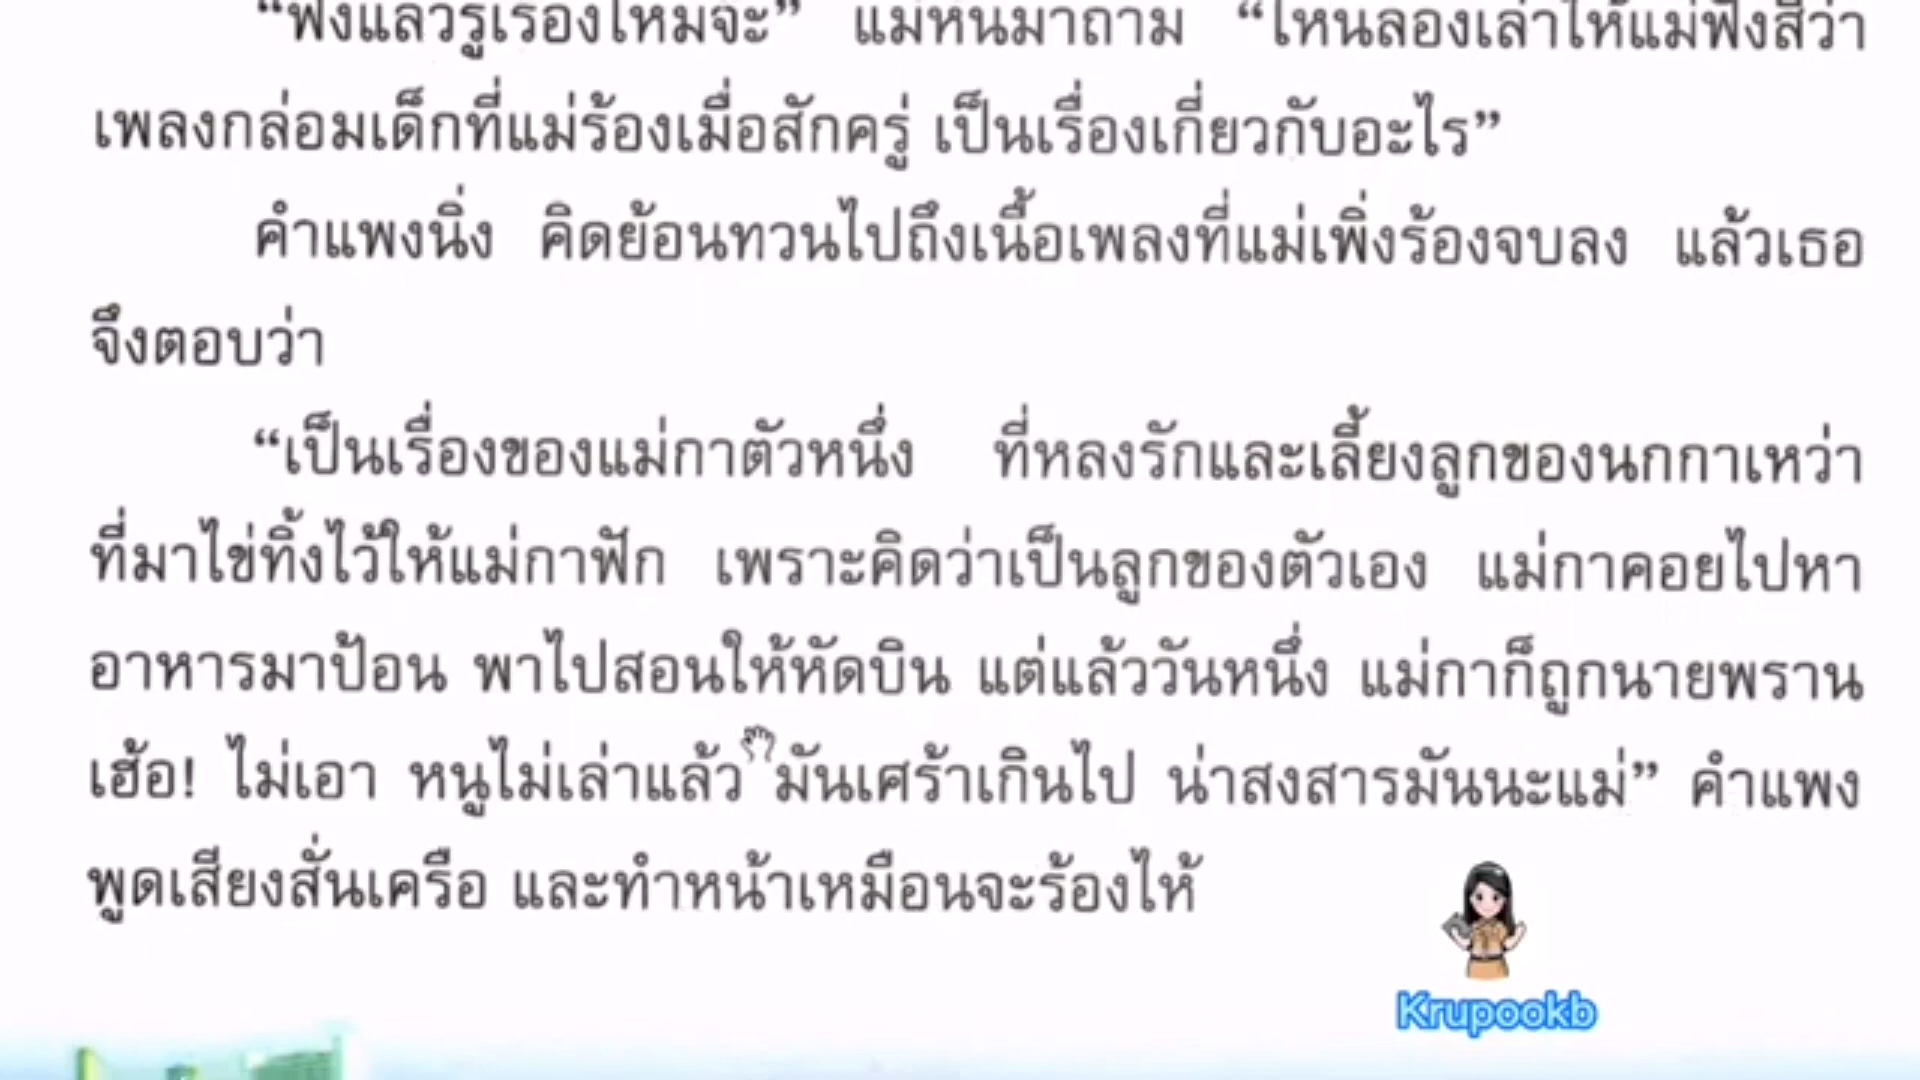 “ฟังแล้วรู้เรื่องไหมจ๊ะ” แม่หันมาถาม “ไหนลองเล่าให้แม่ฟังสิว่า
เพลงกล่อมเด็กที่แม่ร้องเมื่อสักครู่ เป็นเรื่องเกี่ยวกับอะไร”
คำแพงนิ่ง คิดย้อนทวนไปถึงเนื้อเพลงที่แม่เพิ่งร้องจบลง แล้วเธอ
จึงตอบว่า
“เป็นเรื่องของแม่กาตัวหนึ่ง ที่หลงรักและเลี้ยงลูกของนกกาเหว่า
ที่มาไข่ทิ้งไว้ให้แม่กาฟัก เพราะคิดว่าเป็นลูกของตัวเอง แม่กาคอยไปหา
อาหารมาป้อน พาไปสอนให้หัดบิน แต่แล้ววันหนึ่ง แม่กาก็ถูกนายพราน
เฮ้อ! ไม่เอา หนูไม่เล่าแล้ว มันเศร้าเกินไป น่าสงสารมันนะแม่” คำแพง
พูดเสียงสั่นเครือ และทำหน้าเหมือนจะร้องไห้
Krupookb